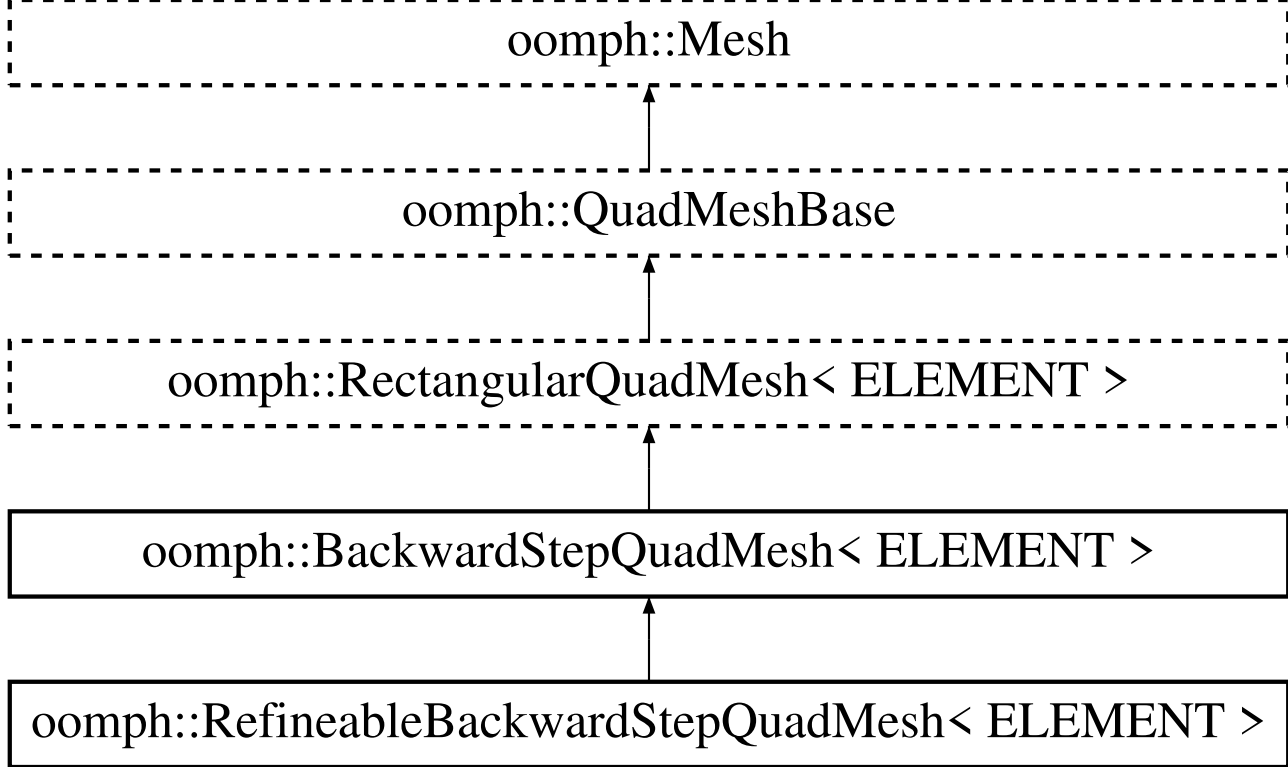 oomph::Mesh
oomph::QuadMeshBase
oomph::RectangularQuadMesh< ELEMENT >
oomph::BackwardStepQuadMesh< ELEMENT >
oomph::RefineableBackwardStepQuadMesh< ELEMENT >